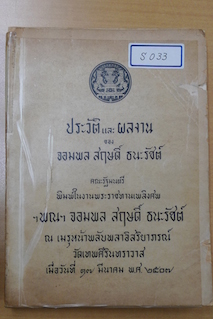 S 033
ประวัติ และ ผลงาน
ของ
จอมพล สฤษดิ์ ธนะรัชต์
คณะรัฐมนตรี
พิมพ์ในงานพระราชทานเพลิงศพ
ฯพณฯ จอมพล สฤษดิ์ ธนะรัชต์
ณ เมรุหน้าพลับพลาอิสริยาภรณ์
วัดเทพศิรินทราวาส
เมื่อวันที่ ๑๗ มีนาคม พ.ศ. ๒๕๐๗